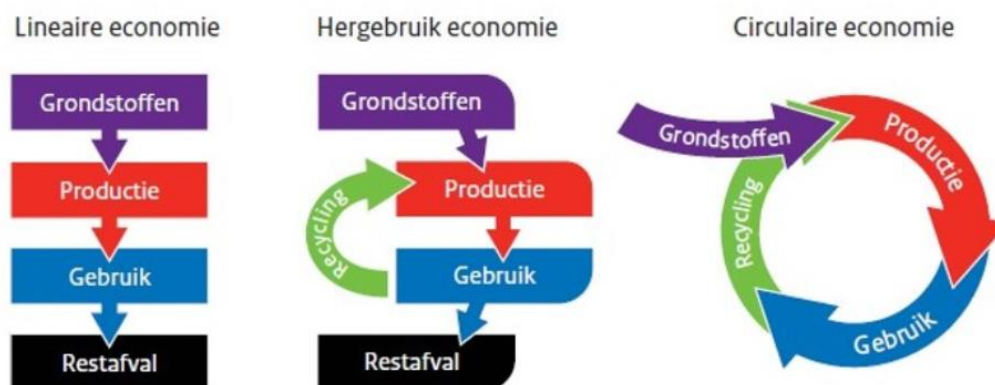 Lineaire economie
Grondstoffen
Productie
Gebruik
Restafval
Hergebruik economie
Grondstoffen
Recycling
Productie
Gebruik
Restafval
Circulaire economie
Grondstoffen
Productie
Recycling
Gebruik